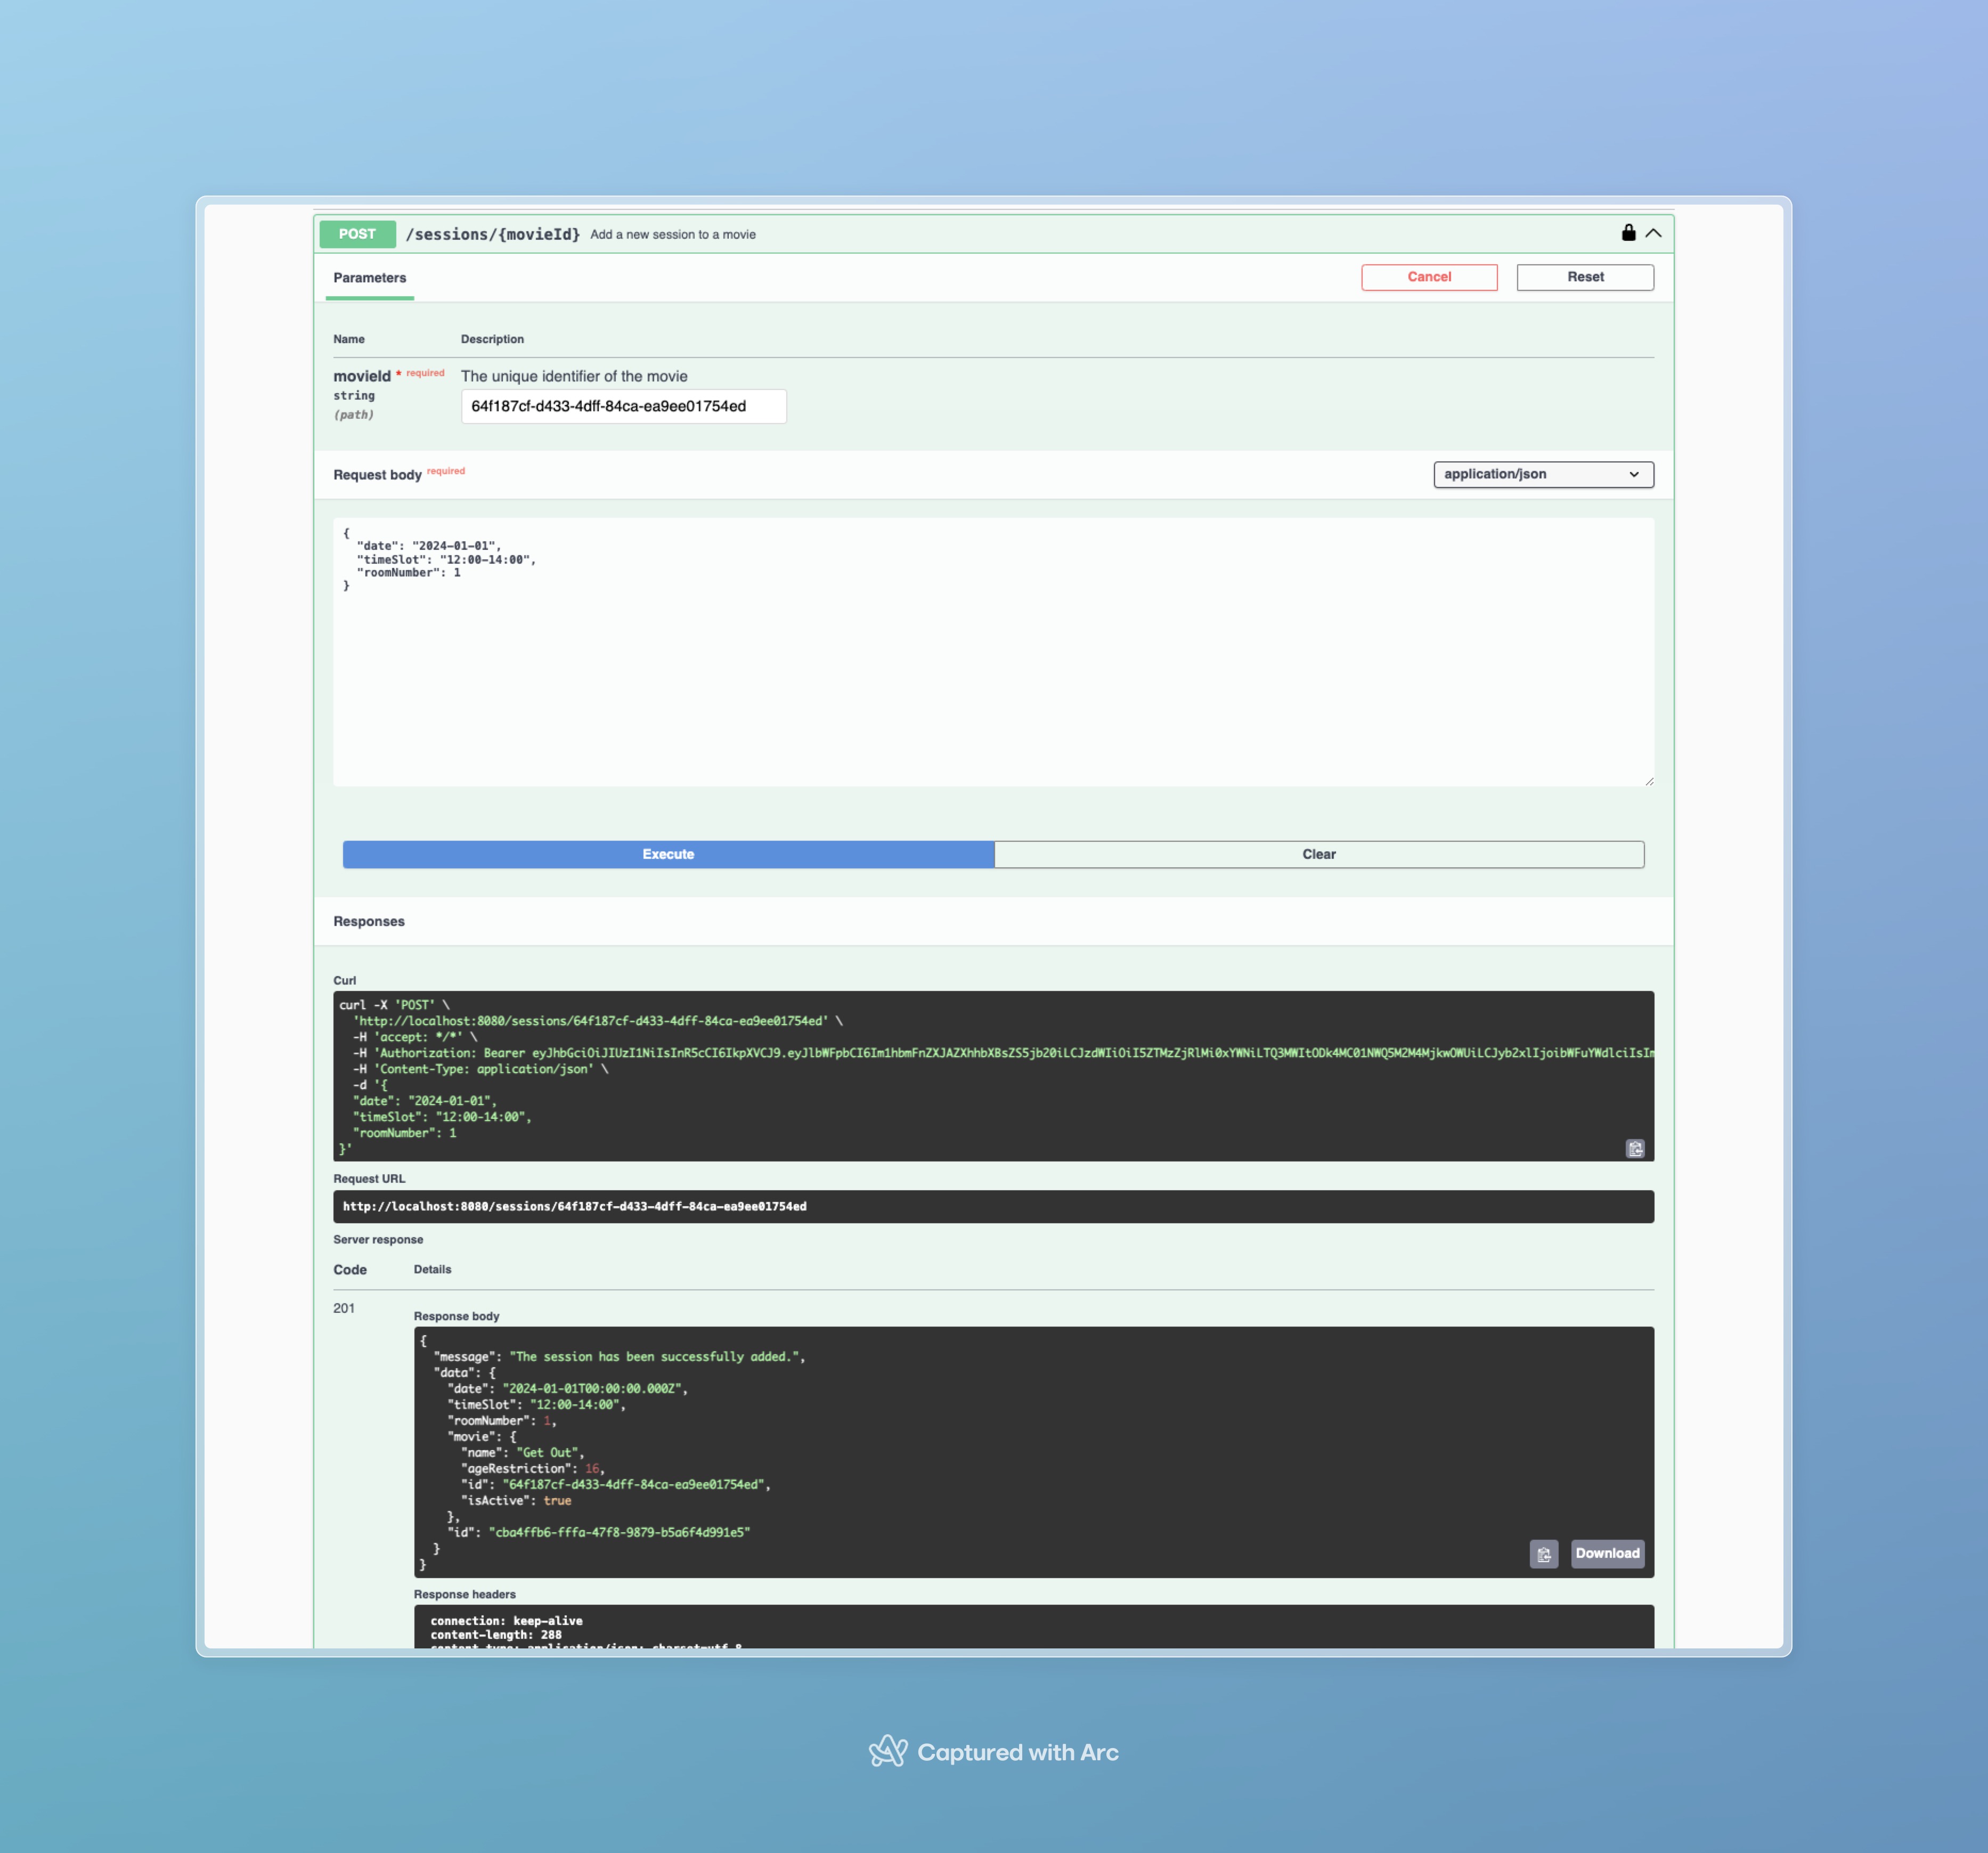 POST /sessions/{movieId} Add a new session to a movie
Parameters
Cancel
Reset
Name Description
movieId * required
string
(path)
The unique identifier of the movie
64f187cf-d433-4dff-84ca-ea9ee01754ed
Request body required
application/json
{
  "date": "2024-01-01",
  "timeSlot": "12:00-14:00",
  "roomNumber": 1
}
Execute
Clear
Responses
Curl
curl -X 'POST' \
  'http://localhost:8080/sessions/64f187cf-d433-4dff-84ca-ea9ee01754ed' \
  -H 'accept: */*' \
  -H 'Authorization: Bearer
  -H 'Content-Type: application/json' \
  -d '{
  "date": "2024-01-01",
  "timeSlot": "12:00-14:00",
  "roomNumber": 1
}'
Request URL
http://localhost:8080/sessions/64f187cf-d433-4dff-84ca-ea9ee01754ed
Server response
Code Details
201
Response body
{
  "message": "The session has been successfully added.",
  "data": {
    "date": "2024-01-01T00:00:00.000Z",
    "timeSlot": "12:00-14:00",
    "roomNumber": 1,
    "movie": {
      "name": "Get Out",
      "ageRestriction": 16,
      "id": "64f187cf-d433-4dff-84ca-ea9ee01754ed",
      "isActive": true
    },
    "id": "cba4ffb6-fffa-47f8-9879-b5a6f4d991e5"
  }
}
Download
Response headers
connection: keep-alive
content-length: 288
content-type: application/json; charset=utf-8
Captured with Arc